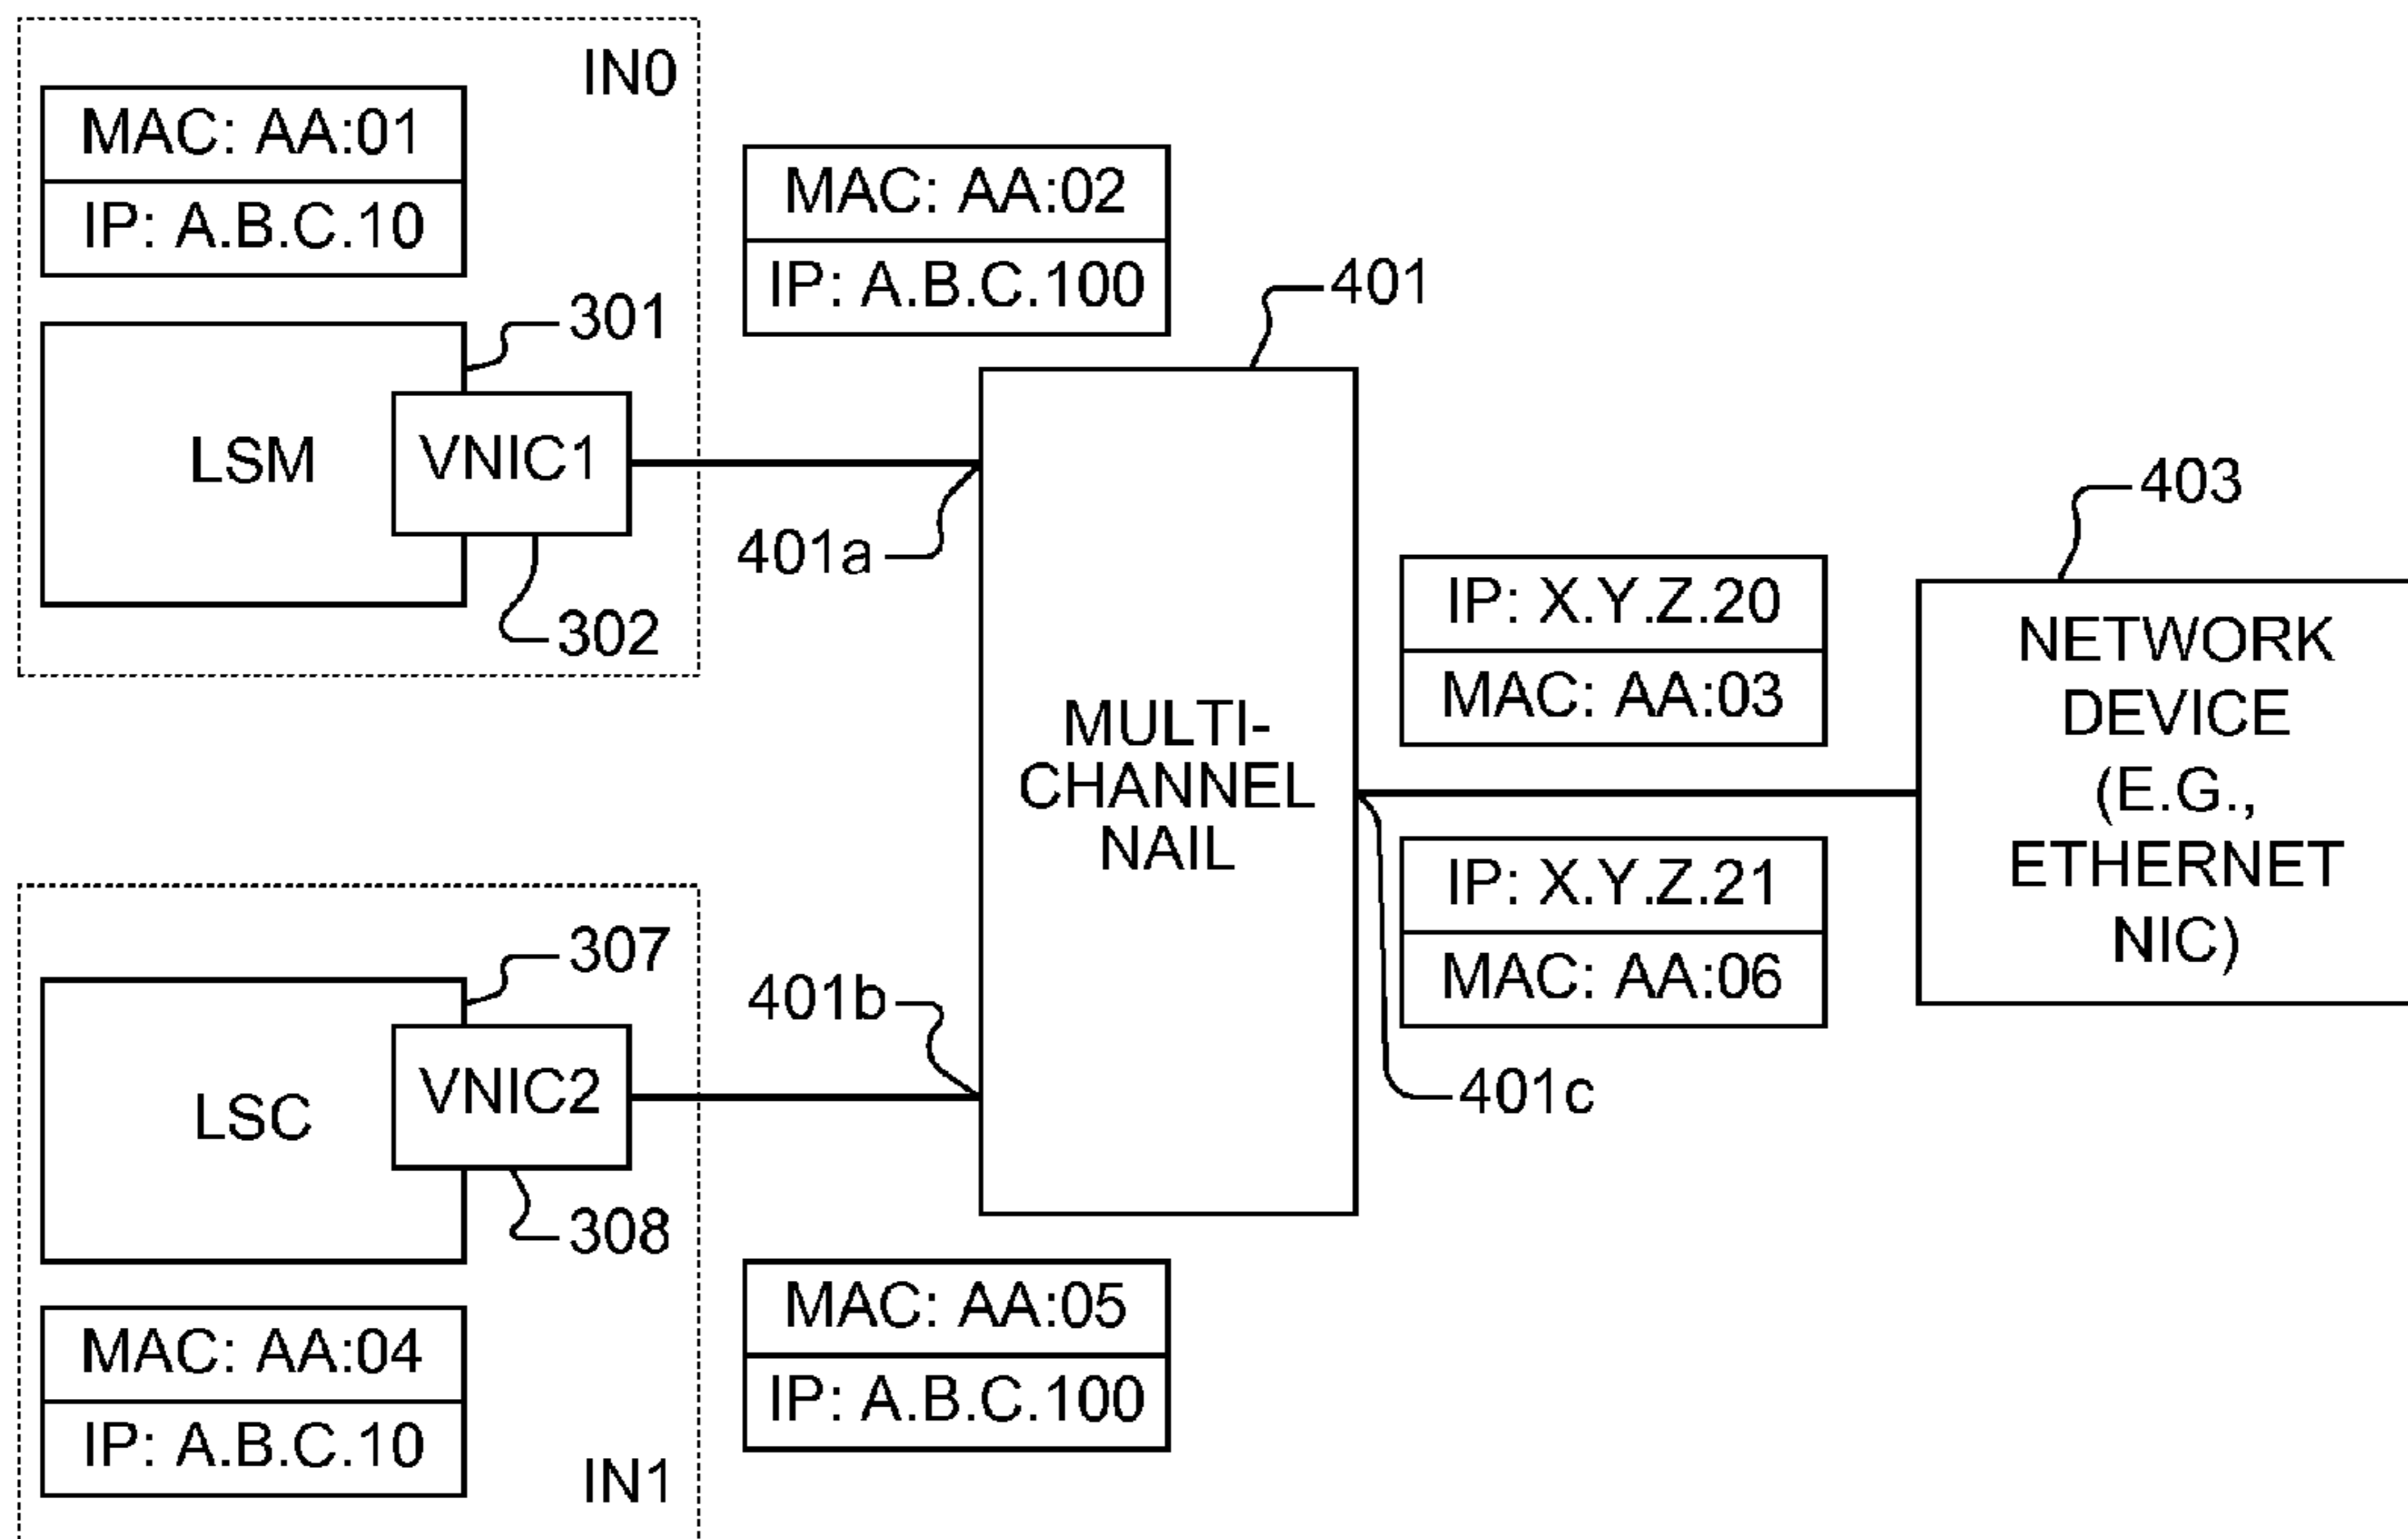 IN0
MAC: AA:01
IP: A.B.C.10
301
LSM
VNIC1
302
MAC: AA:02
IP: A.B.C.100
401
401a
MULTI-
CHANNEL
NAIL
IP: X.Y.Z.20
MAC: AA:03
403
NETWORK
DEVICE
(E.G.,
ETHERNET
NIC)
IP: X.Y.Z.21
MAC: AA:06
401c
307
LSC
VNIC2
308
401b
MAC: AA:04
IP: A.B.C.10
IN1
MAC: AA:05
IP: A.B.C.100